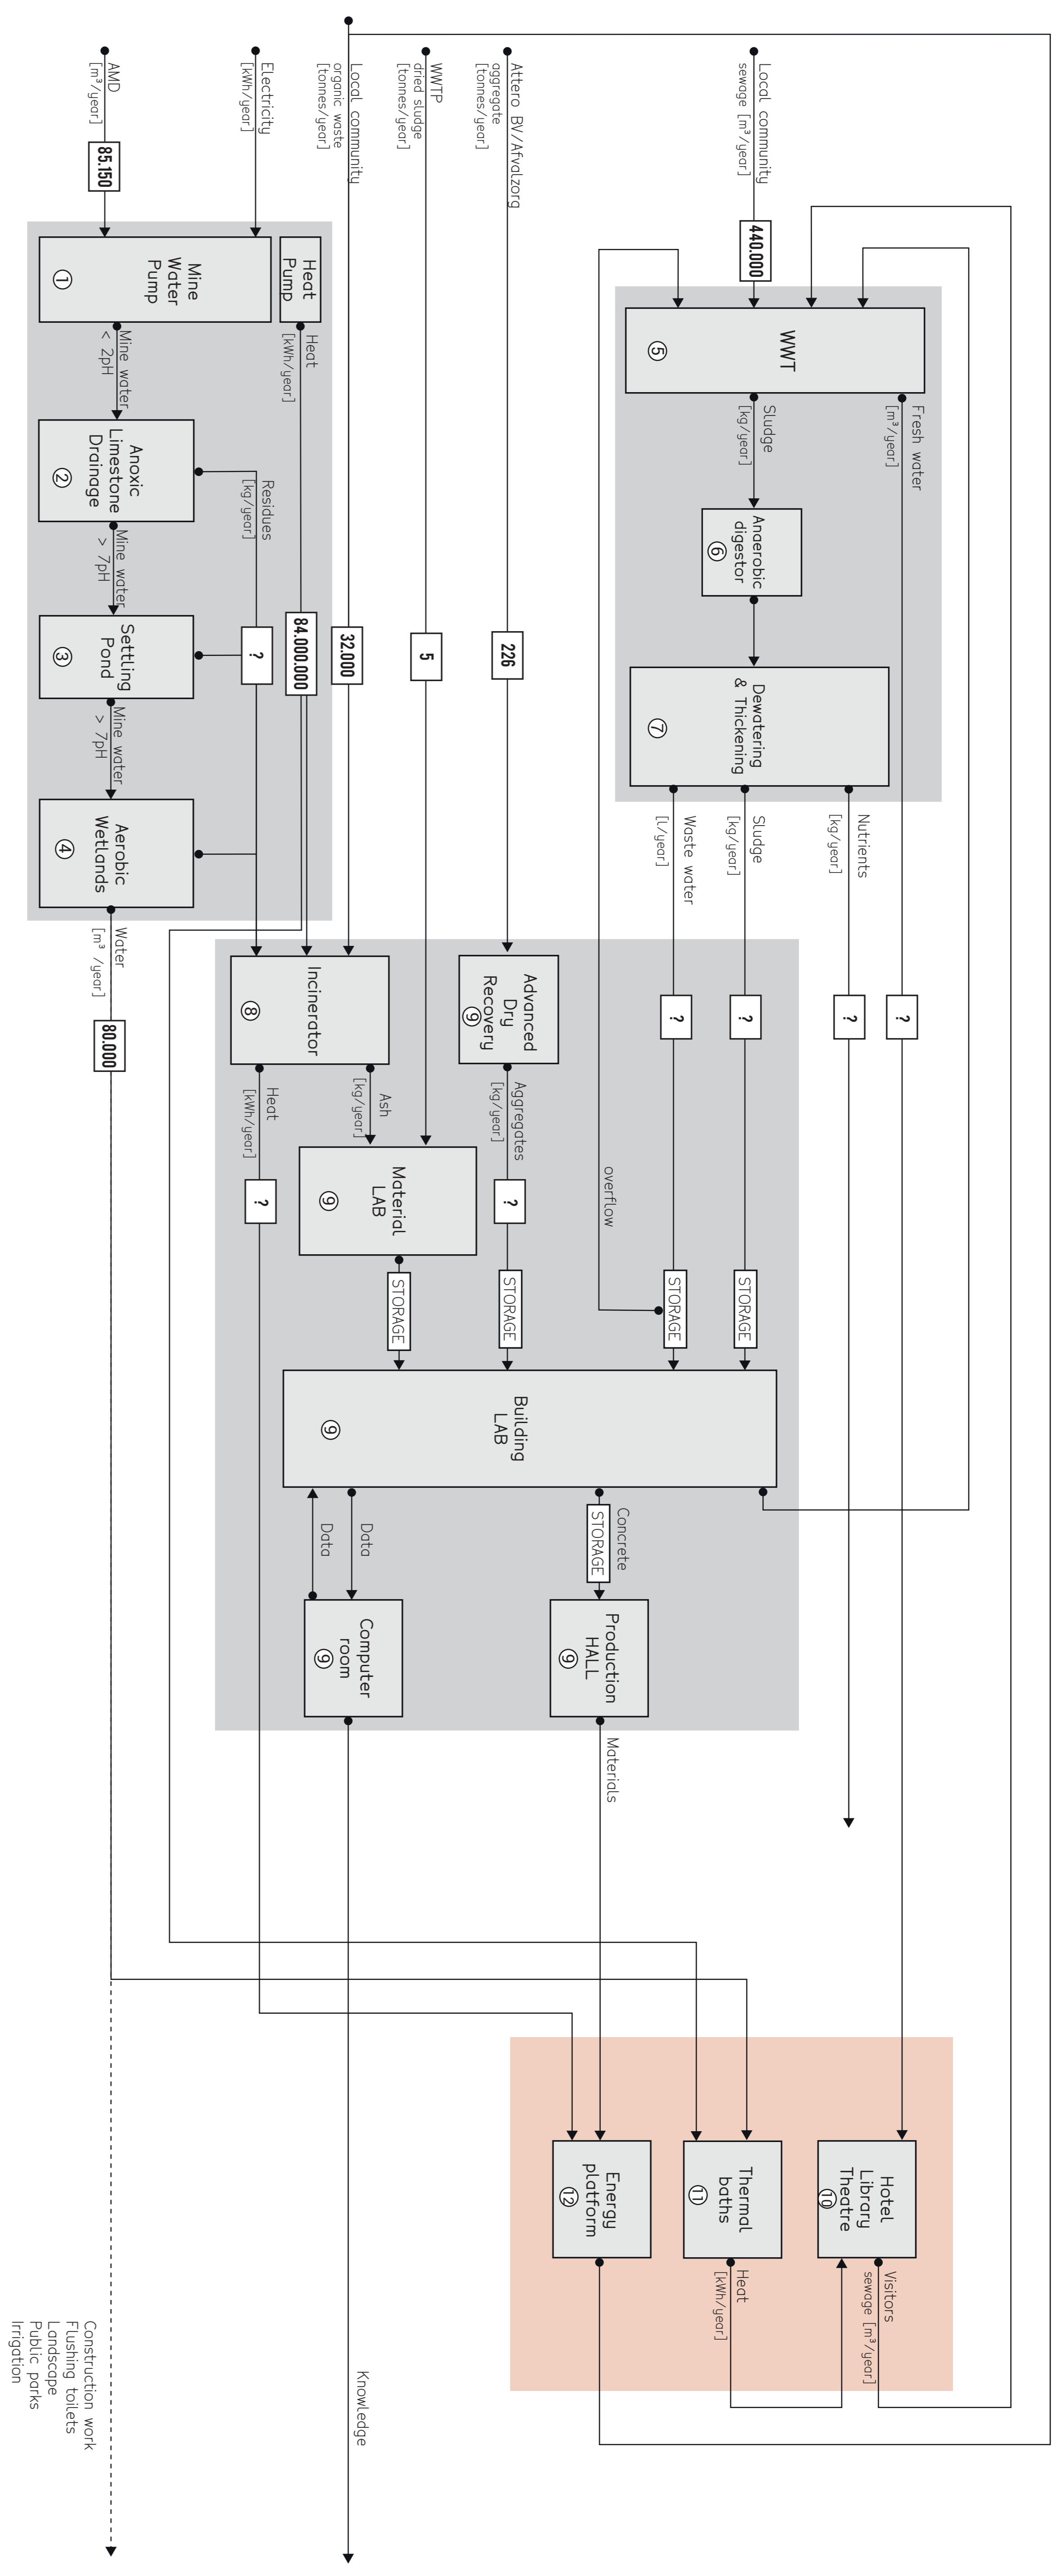 Local community
sewage [m³/year]
440.000
WWT
5
Fresh water
[m³/year]
?
Sludge
[kg/year]
Anaerobic
digestor
6
Dewatering
& Thickening
7
Nutrients
[kg/year]
?
Sludge
[kg/year]
?
STORAGE
Waste water
[l/year]
?
STORAGE
overflow
Attero BV/Afvalzorg
aggregate
[tonnes/year]
226
Advanced
Dry
Recovery
9
Aggregates
[kg/year]
?
STORAGE
WWTP
dried sludge
[tonnes/year]
5
Local community
organic waste
[tonnes/year]
32.000
Incinerator
8
Ash
[kg/year]
Heat
[kWh/year]
?
Material
LAB
9
STORAGE
Building
LAB
9
Concrete
STORAGE
Production
HALL
9
Materials
Data
Data
Computer
room
9
Knowledge
Electricity
[kWh/year]
AMD
[m³/year]
85.150
Heat
Pump
Heat
[kWh/year]
84.000.000
Mine
Water
Pump
1
Mine water
< 2pH
Anoxic
Limestone
Drainage
2
Residues
[kg/year]
?
Mine water
> 7pH
Settling
Pond
3
Mine water
> 7pH
Aerobic
Wetlands
4
Water
[m³ /year]
80.000
Hotel
Library
Theatre
10
Visitors
sewage [m³/year]
Thermal
baths
11
Heat
[kWh/year]
Energy
platform
12
Construction work
Flushing toilets
Landscape
Public parks
Irrigation